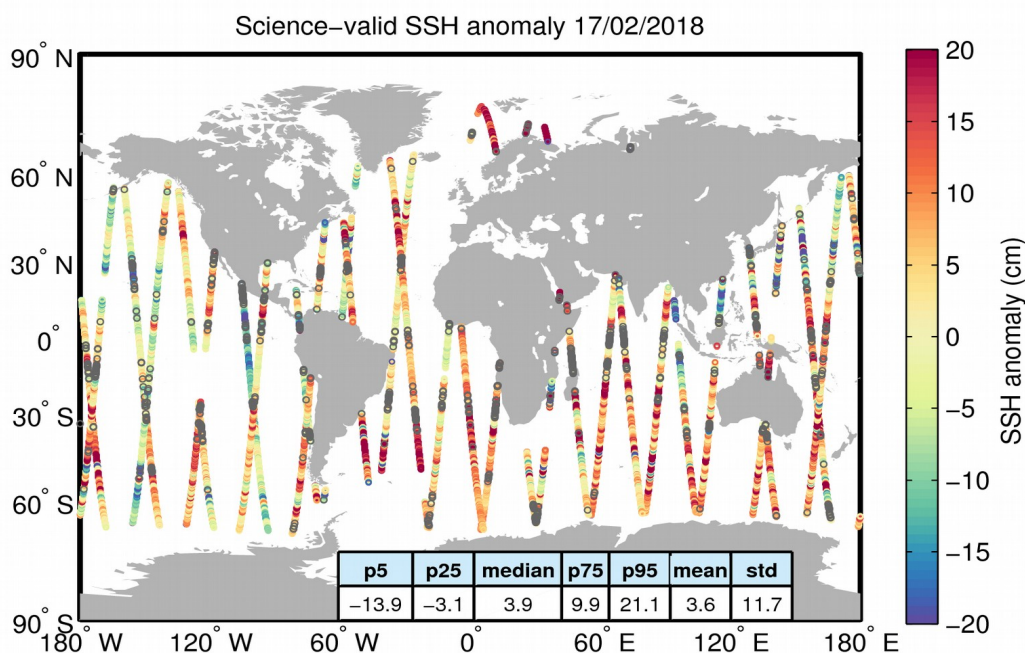 Science−valid SSH anomaly 17/02/2018
90° N
60° N
30° N
0°
30° S
60° S
90° S
180° W
120° W
60° W
0°
60° E
120° E
180° E
p5 p25 median p75 p95 mean std
−13.9 −3.1 3.9 9.9 21.1 3.6 11.7
20
15
10
5
0
−5
−10
−15
−20
SSH anomaly (cm)